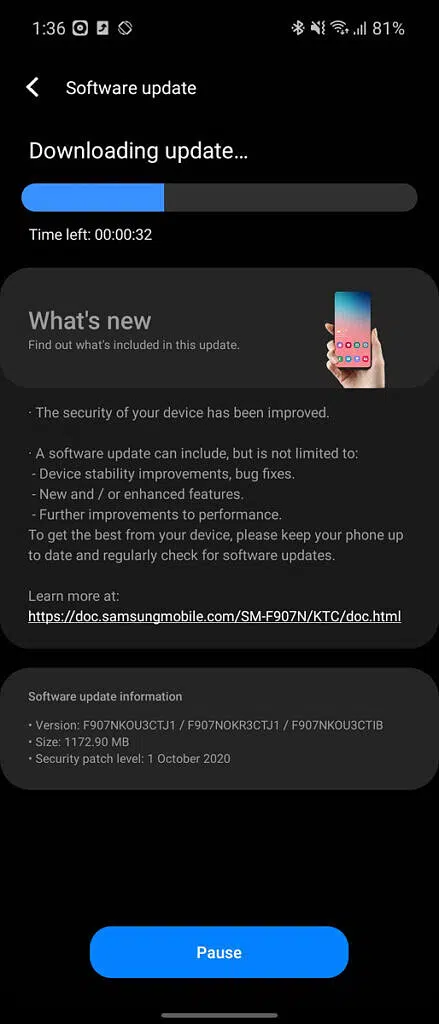 1:36 81%
Software update
Downloading update...
Time left: 00:00:32
What's new
Find out what's included in this update.
· The security of your device has been improved.
· A software update can include, but is not limited to:
- Device stability improvements, bug fixes.
- New and / or enhanced features.
- Further improvements to performance.
To get the best from your device, please keep your phone up
to date and regularly check for software updates.
Learn more at:
https://doc.samsungmobile.com/SM-F907N/KTC/doc.html
Software update information
• Version: F907NKOU3CTJ1 / F907NOKR3CTJ1 / F907NKOU3CTIB
• Size: 1172.90 MB
• Security patch level: 1 October 2020
Pause